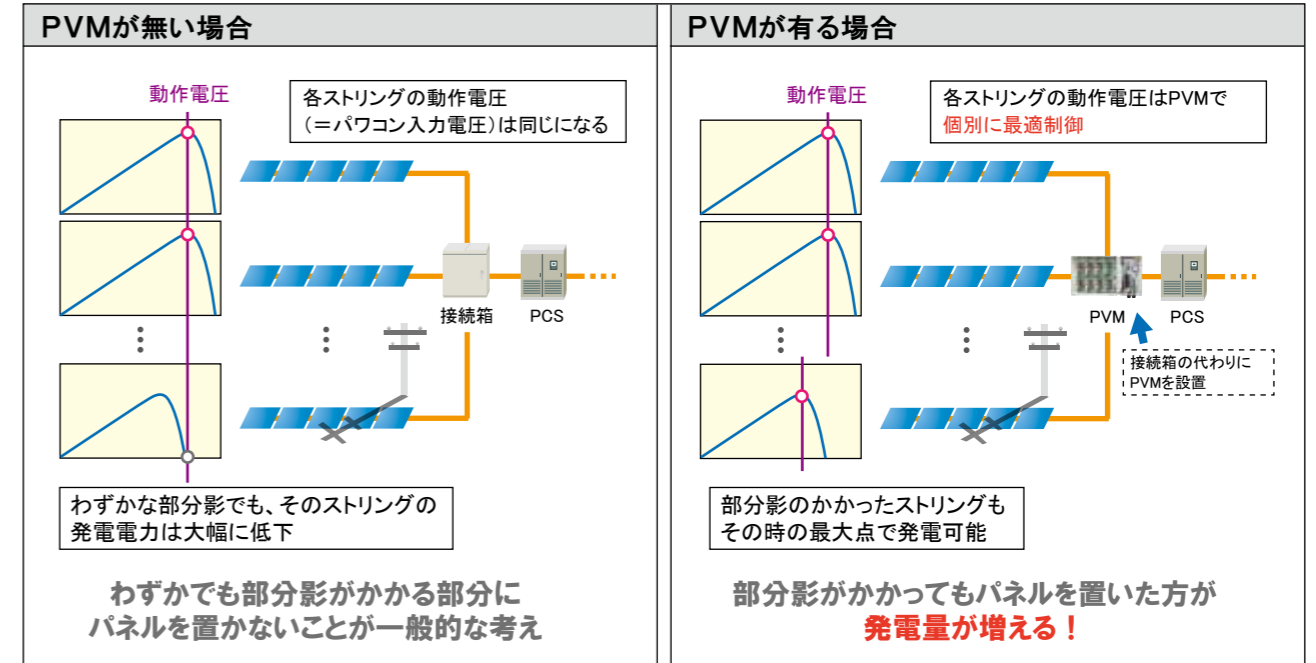 PVMが無い場合
動作電圧
各ストリングの動作電圧
(=パワコン入力電圧)は同じになる
接続箱
PCS
わずかな部分影でも、そのストリングの
発電電力は大幅に低下
わずかでも部分影がかかる部分に
パネルを置かないことが一般的な考え
PVMが有る場合
動作電圧
各ストリングの動作電圧はPVMで
個別に最適制御
PVM
PCS
接続箱の代わりに
PVMを設置
部分影のかかったストリングも
その時の最大点で発電可能
部分影がかかってもパネルを置いた方が
発電量が増える！